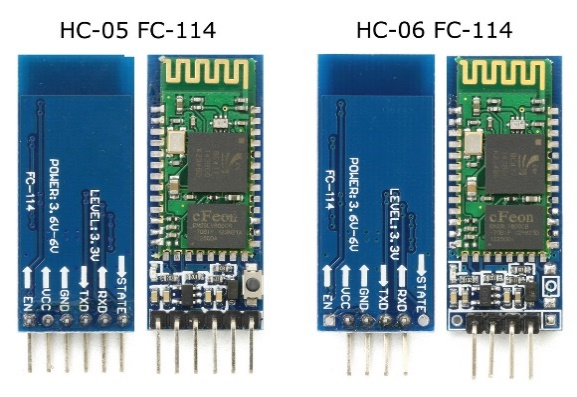 HC-05 FC-114
HC-06 FC-114
FC-114
POWER:3.6V-6V
LEVEL:3.3V
EN
VCC
GND
TXD
RXD
STATE
cFeon
FC-114
POWER:3.6V-6V
LEVEL:3.3V
EN
VCC
GND
TXD
RXD
STATE
cFeon